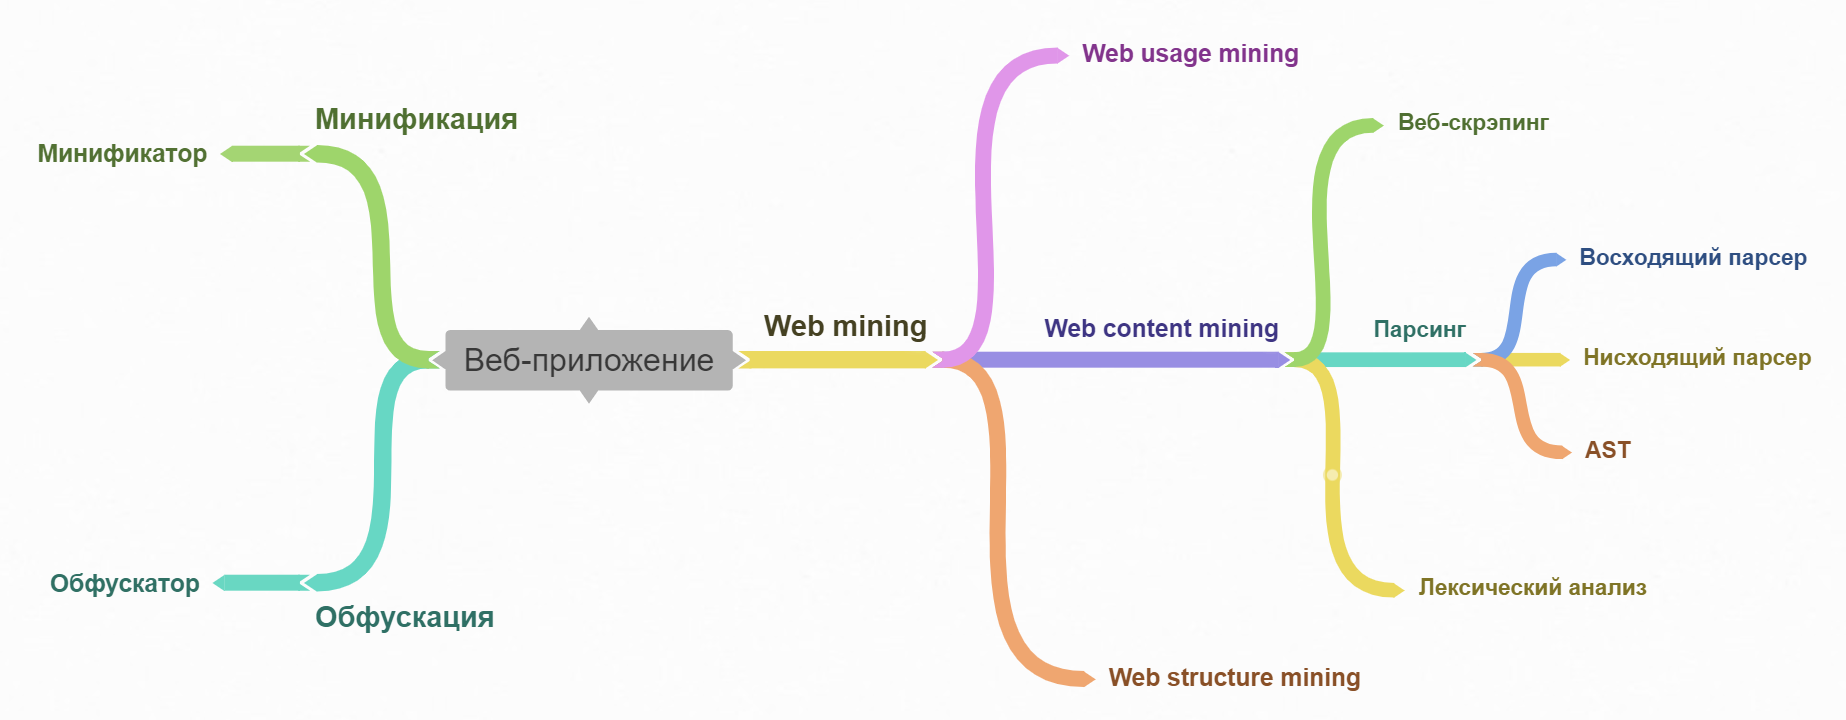 Web usage mining
Минификация
Веб-скрэпинг
Минификатор
Восходящий парсер
Web mining
Web content mining
Парсинг
Веб-приложение
Нисходящий парсер
AST
Обфускатор
Лексический анализ
Обфускация
Web structure mining